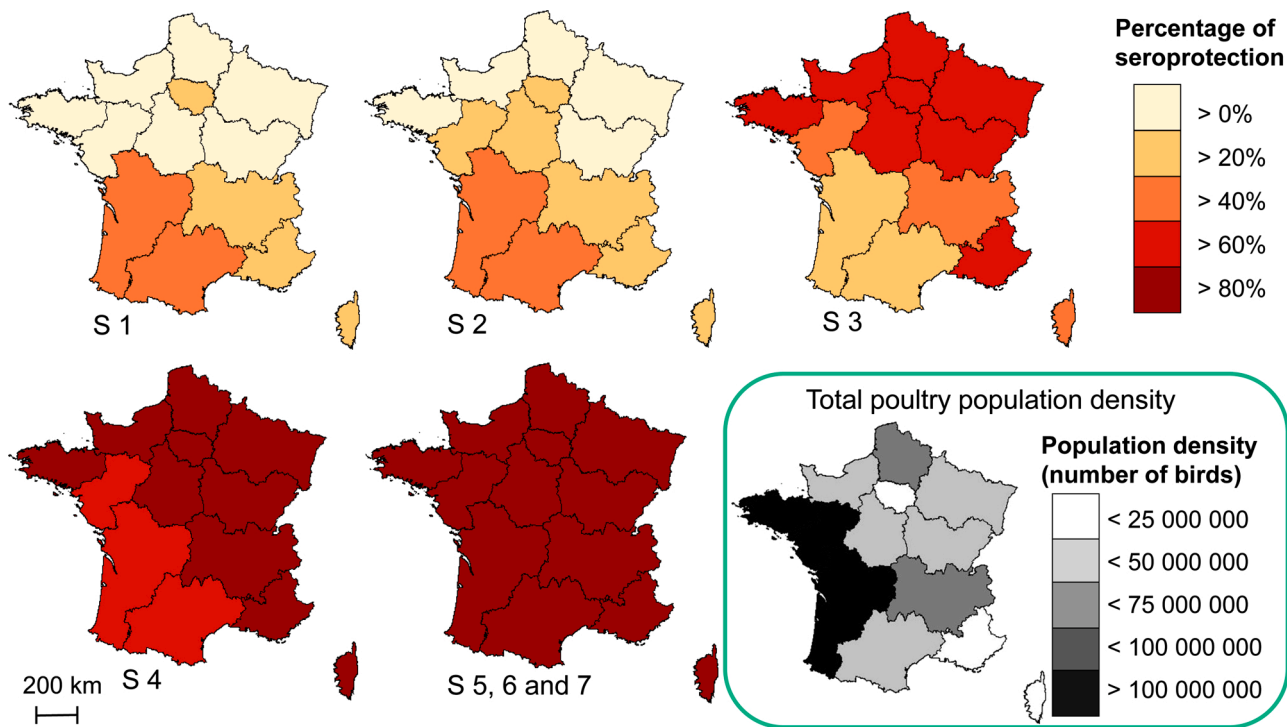 Percentage of
seroprotection
> 0%
> 20%
> 40%
> 60%
> 80%
S 1
S 2
S 3
Total poultry population density
Population density
(number of birds)
< 25 000 000
< 50 000 000
< 75 000 000
< 100 000 000
> 100 000 000
200 km
S 4
S 5, 6 and 7